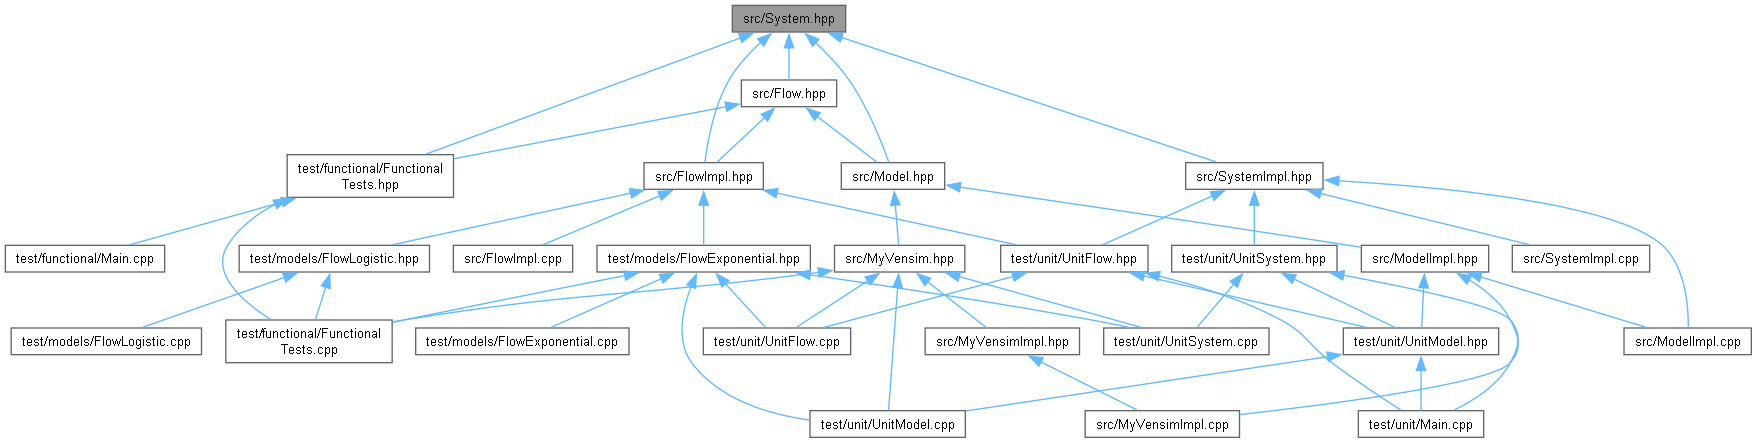 src/System.hpp
src/Flow.hpp
test/functional/Functional
Tests.hpp
src/FlowImpl.hpp
src/Model.hpp
src/SystemImpl.hpp
test/functional/Main.cpp
test/models/FlowLogistic.hpp
src/FlowImpl.cpp
test/models/FlowExponential.hpp
src/MyVensim.hpp
test/unit/UnitFlow.hpp
test/unit/UnitSystem.hpp
src/ModelImpl.hpp
src/SystemImpl.cpp
test/models/FlowLogistic.cpp
test/functional/Functional
Tests.cpp
test/models/FlowExponential.cpp
test/unit/UnitFlow.cpp
src/MyVensimImpl.hpp
test/unit/UnitSystem.cpp
test/unit/UnitModel.hpp
src/ModelImpl.cpp
test/unit/UnitModel.cpp
src/MyVensimImpl.cpp
test/unit/Main.cpp